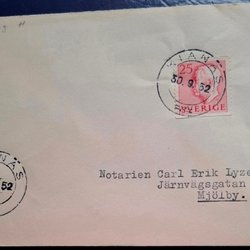 25
SVERIGE
30.9.52
52
Notarien Carl Erik Lyze
Järnvägsgatan
Mjölby.